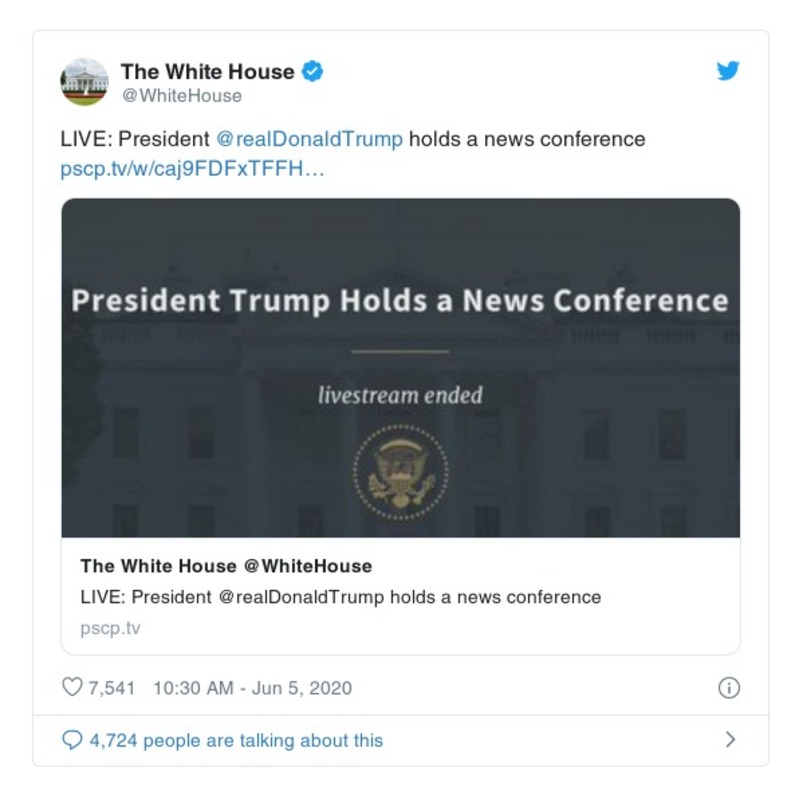 The White House
@WhiteHouse
LIVE: President @realDonaldTrump holds a news conference
pscp.tv/w/caj9FDFxTFFH…
President Trump Holds a News Conference
livestream ended
The White House @WhiteHouse
LIVE: President @realDonaldTrump holds a news conference
pscp.tv
7,541 10:30 AM - Jun 5, 2020
4,724 people are talking about this